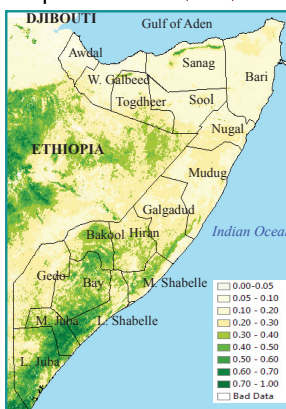 DJIBOUTI
Gulf of Aden
Awdal
Sanag
W. Galbeed
Bari
Togdheer
Sool
Nugal
ETHIOPIA
Mudug
Galgadud
Indian Ocea
Bakool
Hiran
Gedo
Bay
M. Shabelle
M. Juba
L. Shabelle
L. Juba
0.00-0.05
0.05 - 0.10
0.10 - 0.20
0.20 - 0.30
0.30 - 0.40
0.40 - 0.50
0.50 - 0.60
0.60 - 0.70
0.70 - 1.00
Bad Data